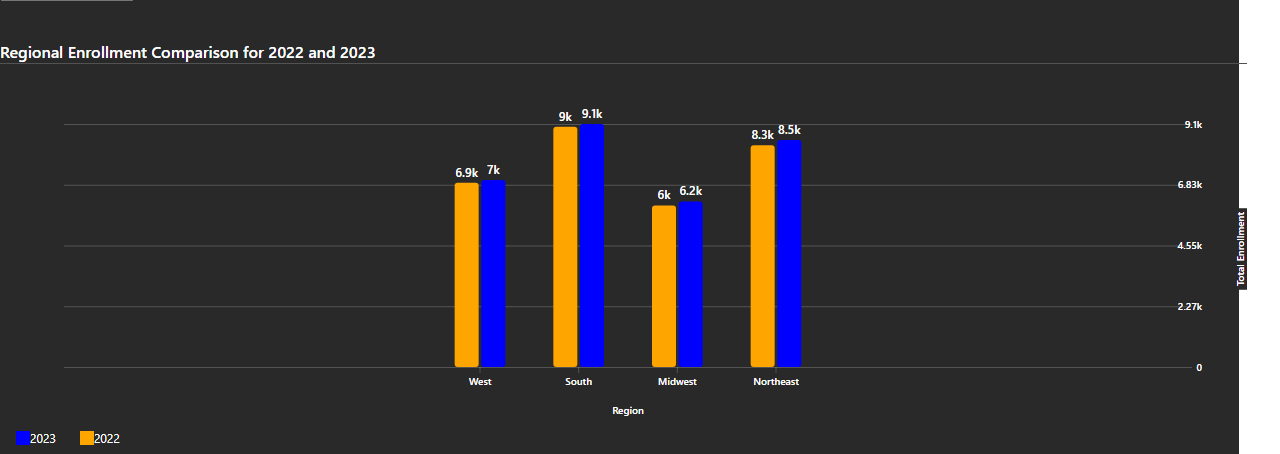 Regional Enrollment Comparison for 2022 and 2023
9k 9.1k
9.1k
8.3k 8.5k
6.9k 7k
6.83k
6k 6.2k
4.55k
Total Enrollment
2.27k
0
West South Midwest Northeast
Region
2023 2022